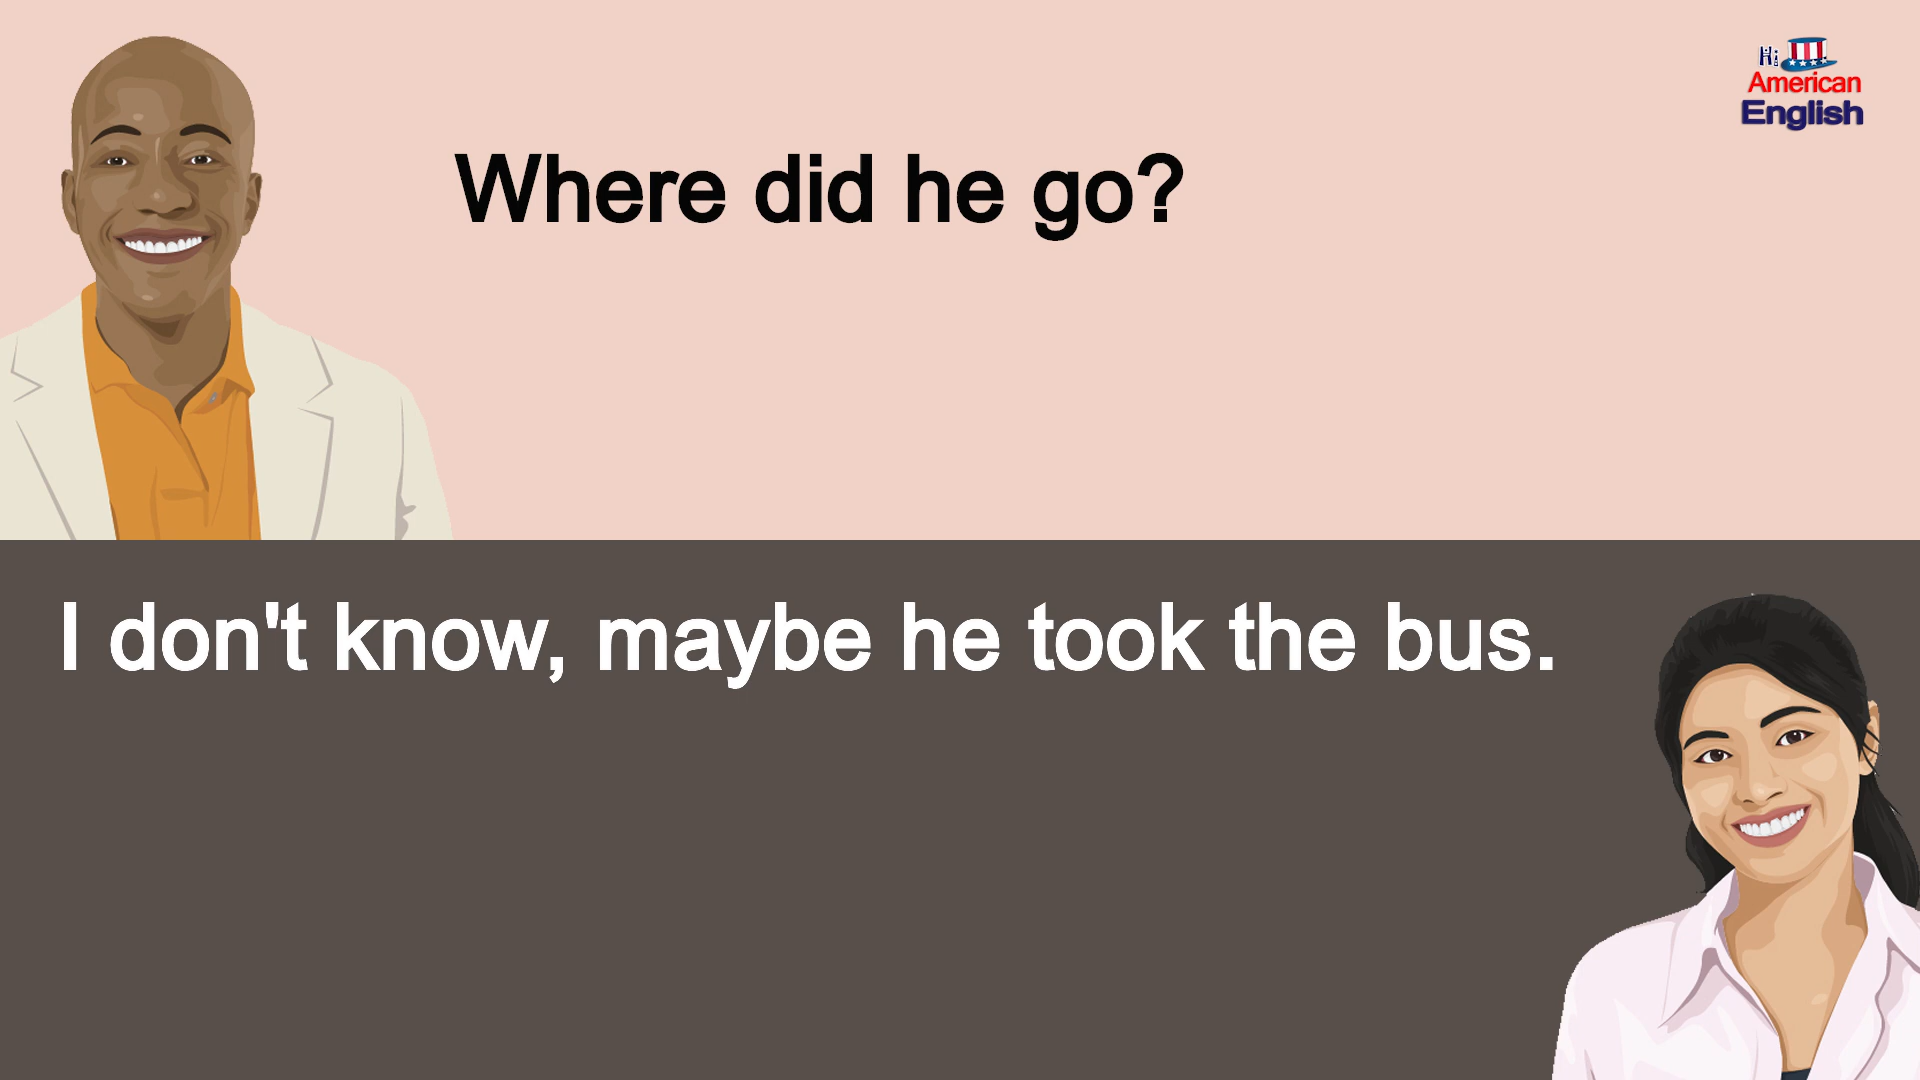 Hi
American
English
Where did he go?
I don't know, maybe he took the bus.